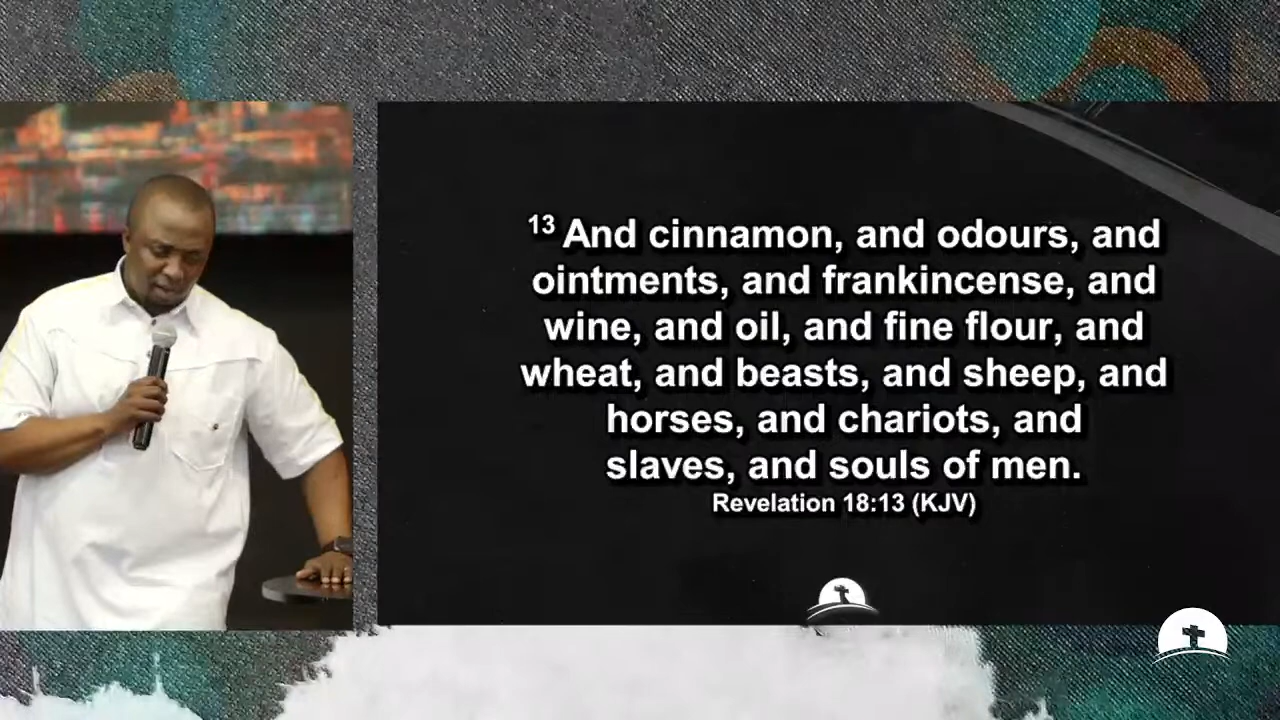 13 And cinnamon, and odours, and
ointments, and frankincense, and
wine, and oil, and fine flour, and
wheat, and beasts, and sheep, and
horses, and chariots, and
slaves, and souls of men.
Revelation 18:13 (KJV)